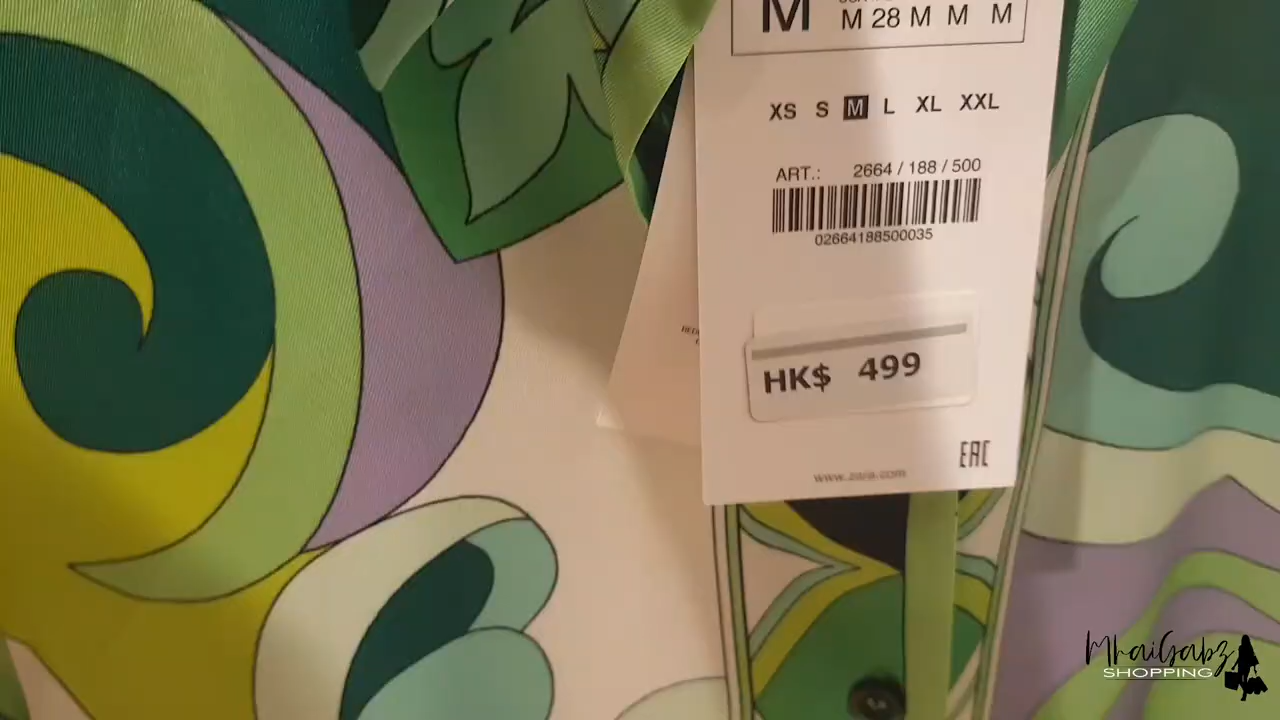 M
M 28 M M M
XS S M L XL XXL
ART.: 2664 / 188 / 500
02664188500035
HK$ 499
EAC
www.zara.com
MhaiGabz
SHOPPING